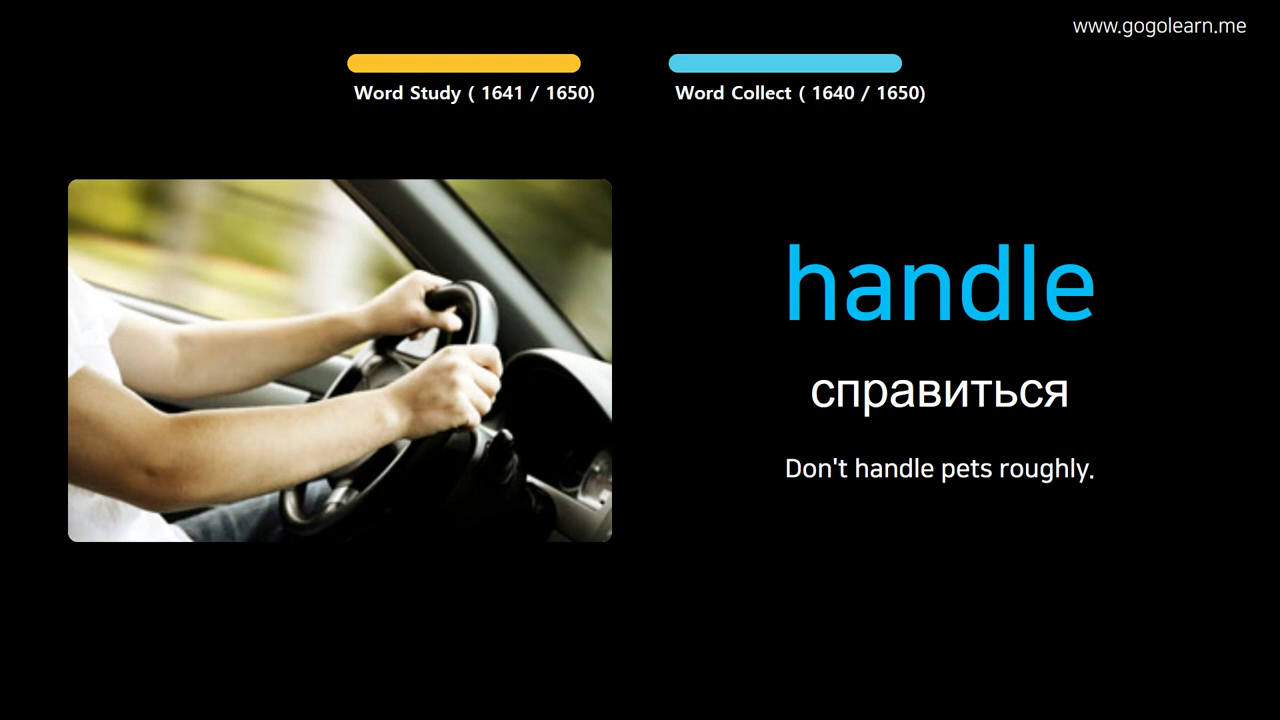 www.gogolearn.me
Word Study ( 1641 / 1650)
Word Collect ( 1640 / 1650)
handle
справиться
Don't handle pets roughly.